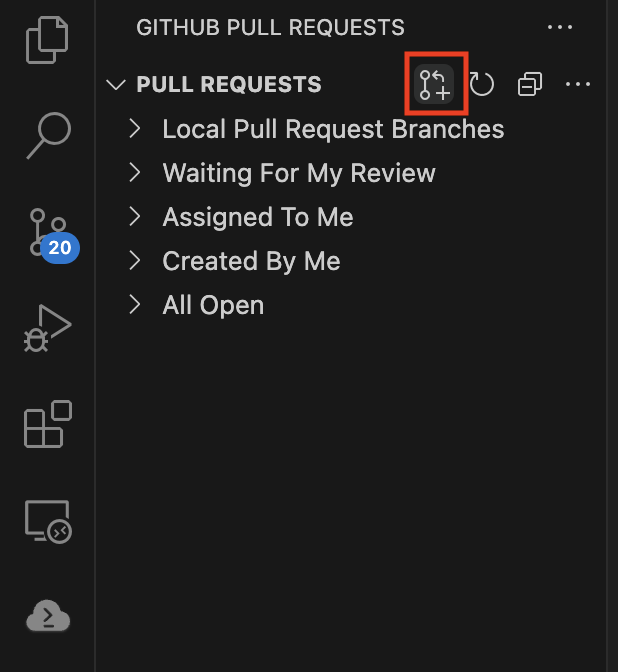 GITHUB PULL REQUESTS
PULL REQUESTS
Local Pull Request Branches
Waiting For My Review
20
Assigned To Me
Created By Me
All Open